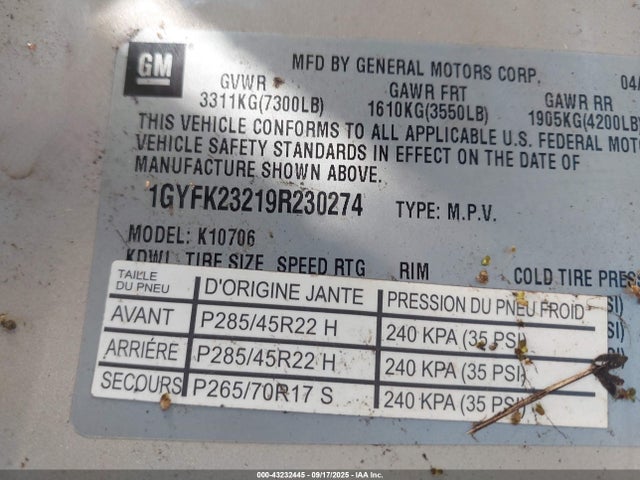 GM
MFD BY GENERAL MOTORS CORP. 04/
GVWR GAWR FRT GAWR RR
3311KG(7300LB) 1610KG(3550LB) 1905KG(4200LB)
THIS VEHICLE CONFORMS TO ALL APPLICABLE U.S. FEDERAL MOT
VEHICLE SAFETY STANDARDS IN EFFECT ON THE DATE OF
MANUFACTURE SHOWN ABOVE.
1GYFK23219R230274 TYPE: M.P.V.
MODEL: K10706
TIRE SIZE SPEED RTG RIM COLD TIRE PRES
TAILLE DU PNEU D'ORIGINE JANTE PRESSION DU PNEU FROID
AVANT P285/45R22 H 240 KPA (35 PSI)
ARRIÉRE P285/45R22 H 240 KPA (35 PSI)
SECOURS P265/70R17 S 240 KPA (35 PSI)
000-43232445 - 09/17/2025 - IAAI.CA